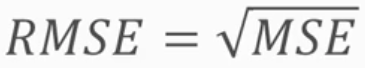 RMSE = √MSE